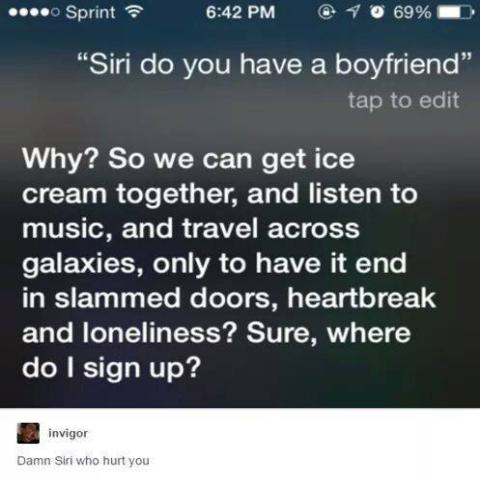 Sprint 6:42 PM 69%
“Siri do you have a boyfriend”
tap to edit
Why? So we can get ice
cream together, and listen to
music, and travel across
galaxies, only to have it end
in slammed doors, heartbreak
and loneliness? Sure, where
do I sign up?
invigor
Damn Siri who hurt you